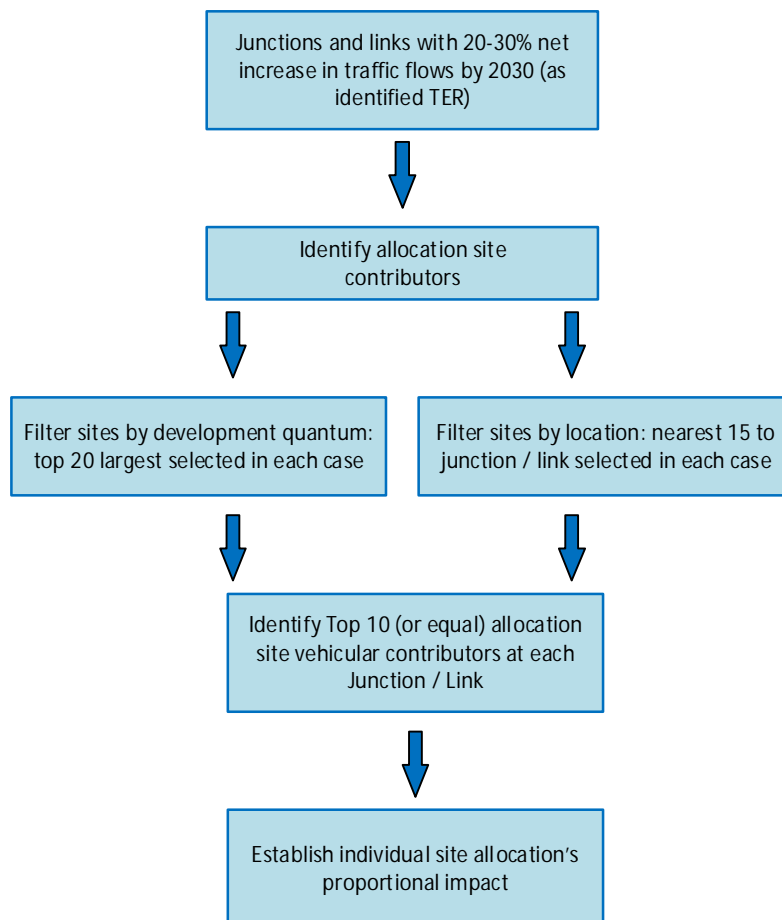 Junctions and links with 20-30% net
increase in traffic flows by 2030 (as
identified TER)
Identify allocation site
contributors
Filter sites by development quantum:
top 20 largest selected in each case
Filter sites by location: nearest 15 to
junction / link selected in each case
Identify Top 10 (or equal) allocation
site vehicular contributors at each
Junction / Link
Establish individual site allocation's
proportional impact